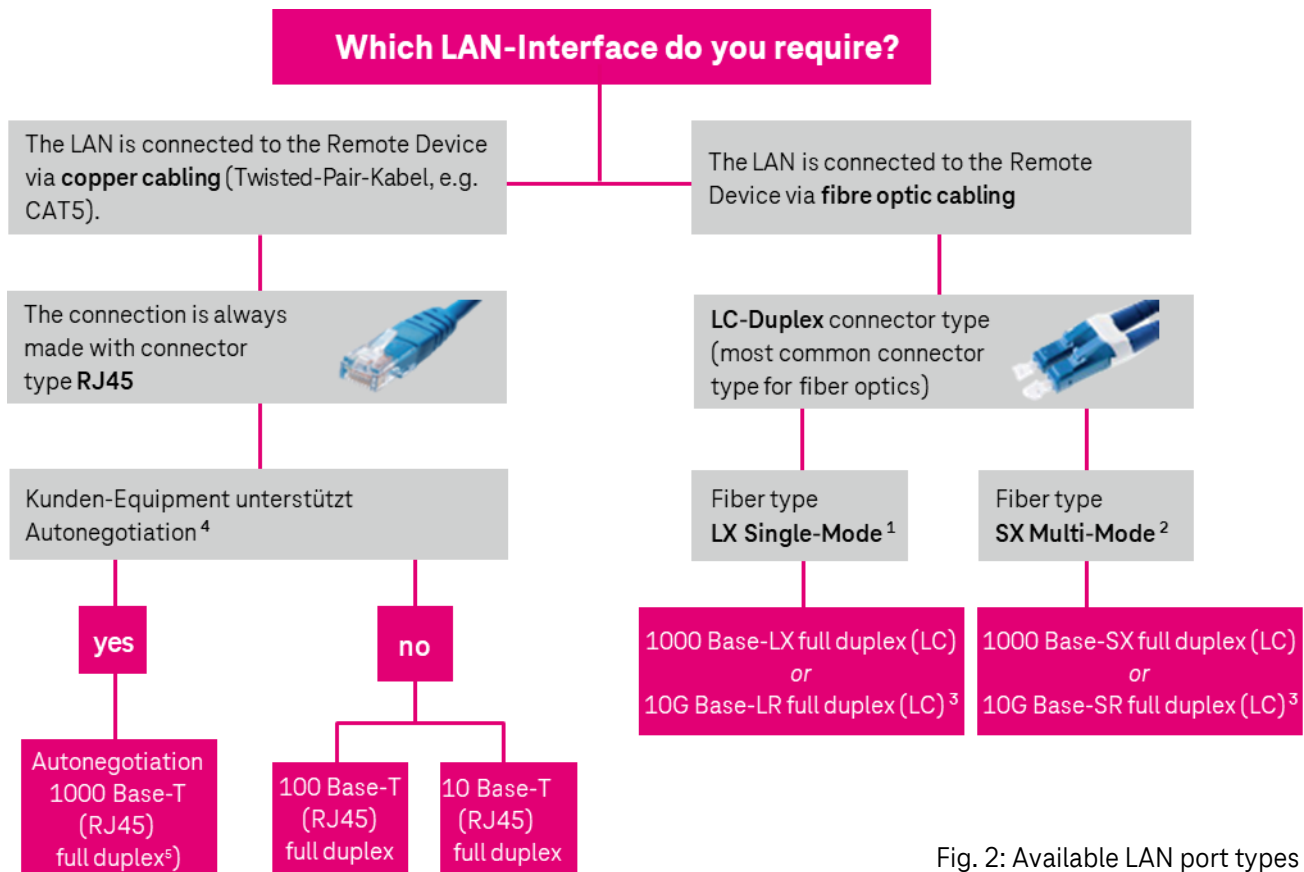 Which LAN-Interface do you require?
The LAN is connected to the Remote Device
via copper cabling (Twisted-Pair-Kabel, e.g.
CAT5).
The LAN is connected to the Remote
Device via fibre optic cabling
The connection is always
made with connector
type RJ45
LC-Duplex connector type
(most common connector
type for fiber optics)
Kunden-Equipment unterstützt
Autonegotiation ⁴
Fiber type
LX Single-Mode ¹
Fiber type
SX Multi-Mode ²
yes
no
1000 Base-LX full duplex (LC)
or
10G Base-LR full duplex (LC) ³
1000 Base-SX full duplex (LC)
or
10G Base-SR full duplex (LC) ³
Autonegotiation
1000 Base-T
(RJ45)
full duplex⁵)
100 Base-T
(RJ45)
full duplex
10 Base-T
(RJ45)
full duplex
Fig. 2: Available LAN port types